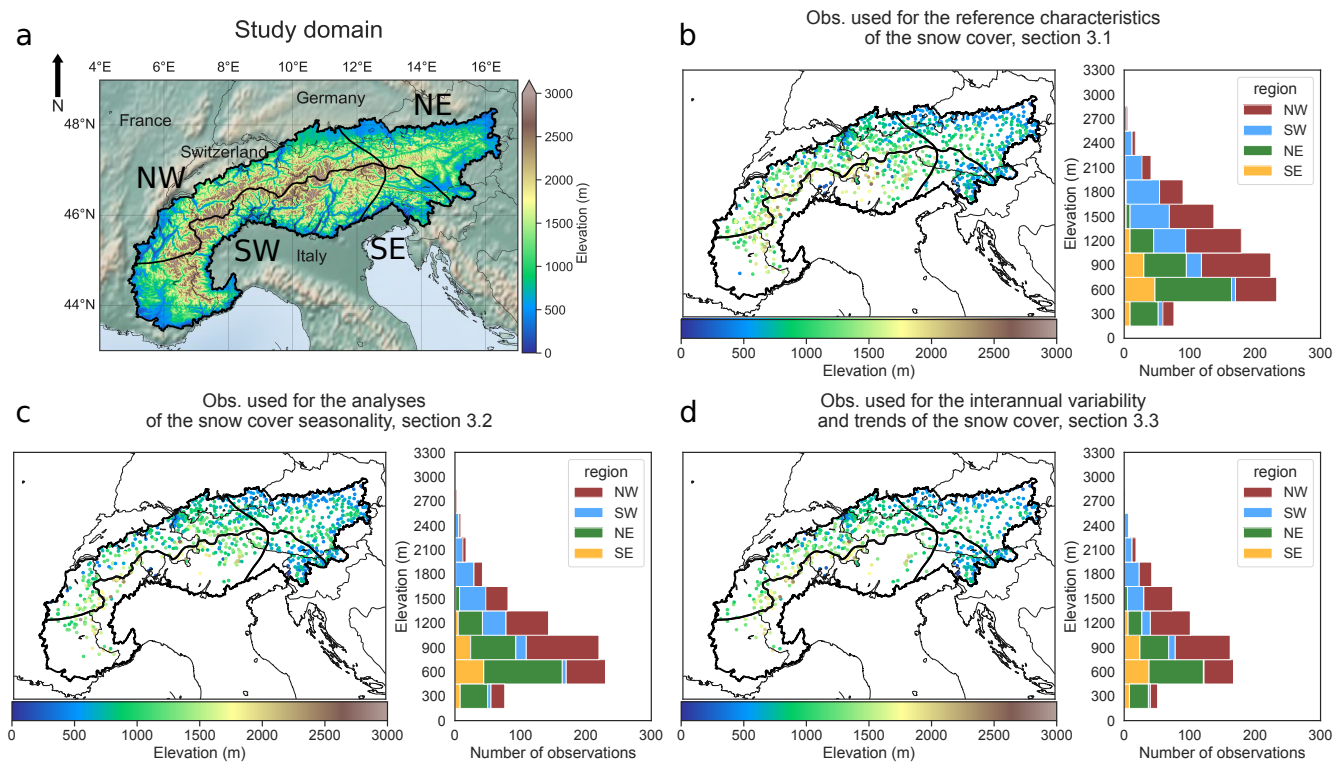 a
Study domain
4°E 6°E 8°E 10°E 12°E 14°E 16°E
N
48°N
46°N
44°N
France
Germany
Switzerland
Italy
NW
NE
SW
SE
3000
2500
2000
1500
1000
500
0
Elevation (m)
b
Obs. used for the reference characteristics
of the snow cover, section 3.1
0 500 1000 1500 2000 2500 3000
Elevation (m)
3300
3000
2700
2400
2100
1800
1500
1200
900
600
300
0
Elevation (m)
region
NW
SW
NE
SE
0 100 200 300
Number of observations
c
Obs. used for the analyses
of the snow cover seasonality, section 3.2
0 500 1000 1500 2000 2500 3000
Elevation (m)
3300
3000
2700
2400
2100
1800
1500
1200
900
600
300
0
Elevation (m)
region
NW
SW
NE
SE
0 100 200 300
Number of observations
d
Obs. used for the interannual variability
and trends of the snow cover, section 3.3
0 500 1000 1500 2000 2500 3000
Elevation (m)
3300
3000
2700
2400
2100
1800
1500
1200
900
600
300
0
Elevation (m)
region
NW
SW
NE
SE
0 100 200 300
Number of observations